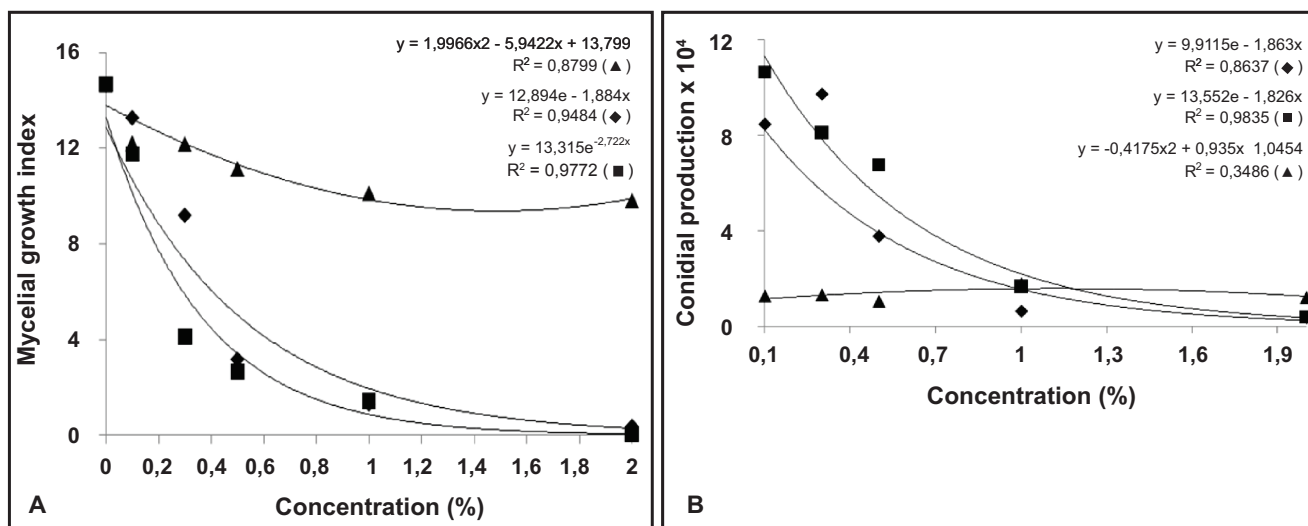 16
12
8
4
0
0
0,2
0,4
0,6
0,8
1
1,2
1,4
1,6
1,8
2
Mycelial growth index
Concentration (%)
A
y = 1,9966x2 - 5,9422x + 13,799
R² = 0,8799 (▲)
y = 12,894e - 1,884x
R² = 0,9484 (◆)
y = 13,315e⁻²,⁷²²ˣ
R² = 0,9772 (■)
12
8
4
0
0,1
0,4
0,7
1
1,3
1,6
1,9
Conidial production x 10⁴
Concentration (%)
B
y = 9,9115e - 1,863x
R² = 0,8637 (◆)
y = 13,552e - 1,826x
R² = 0,9835 (■)
y = -0,4175x2 + 0,935x 1,0454
R² = 0,3486 (▲)